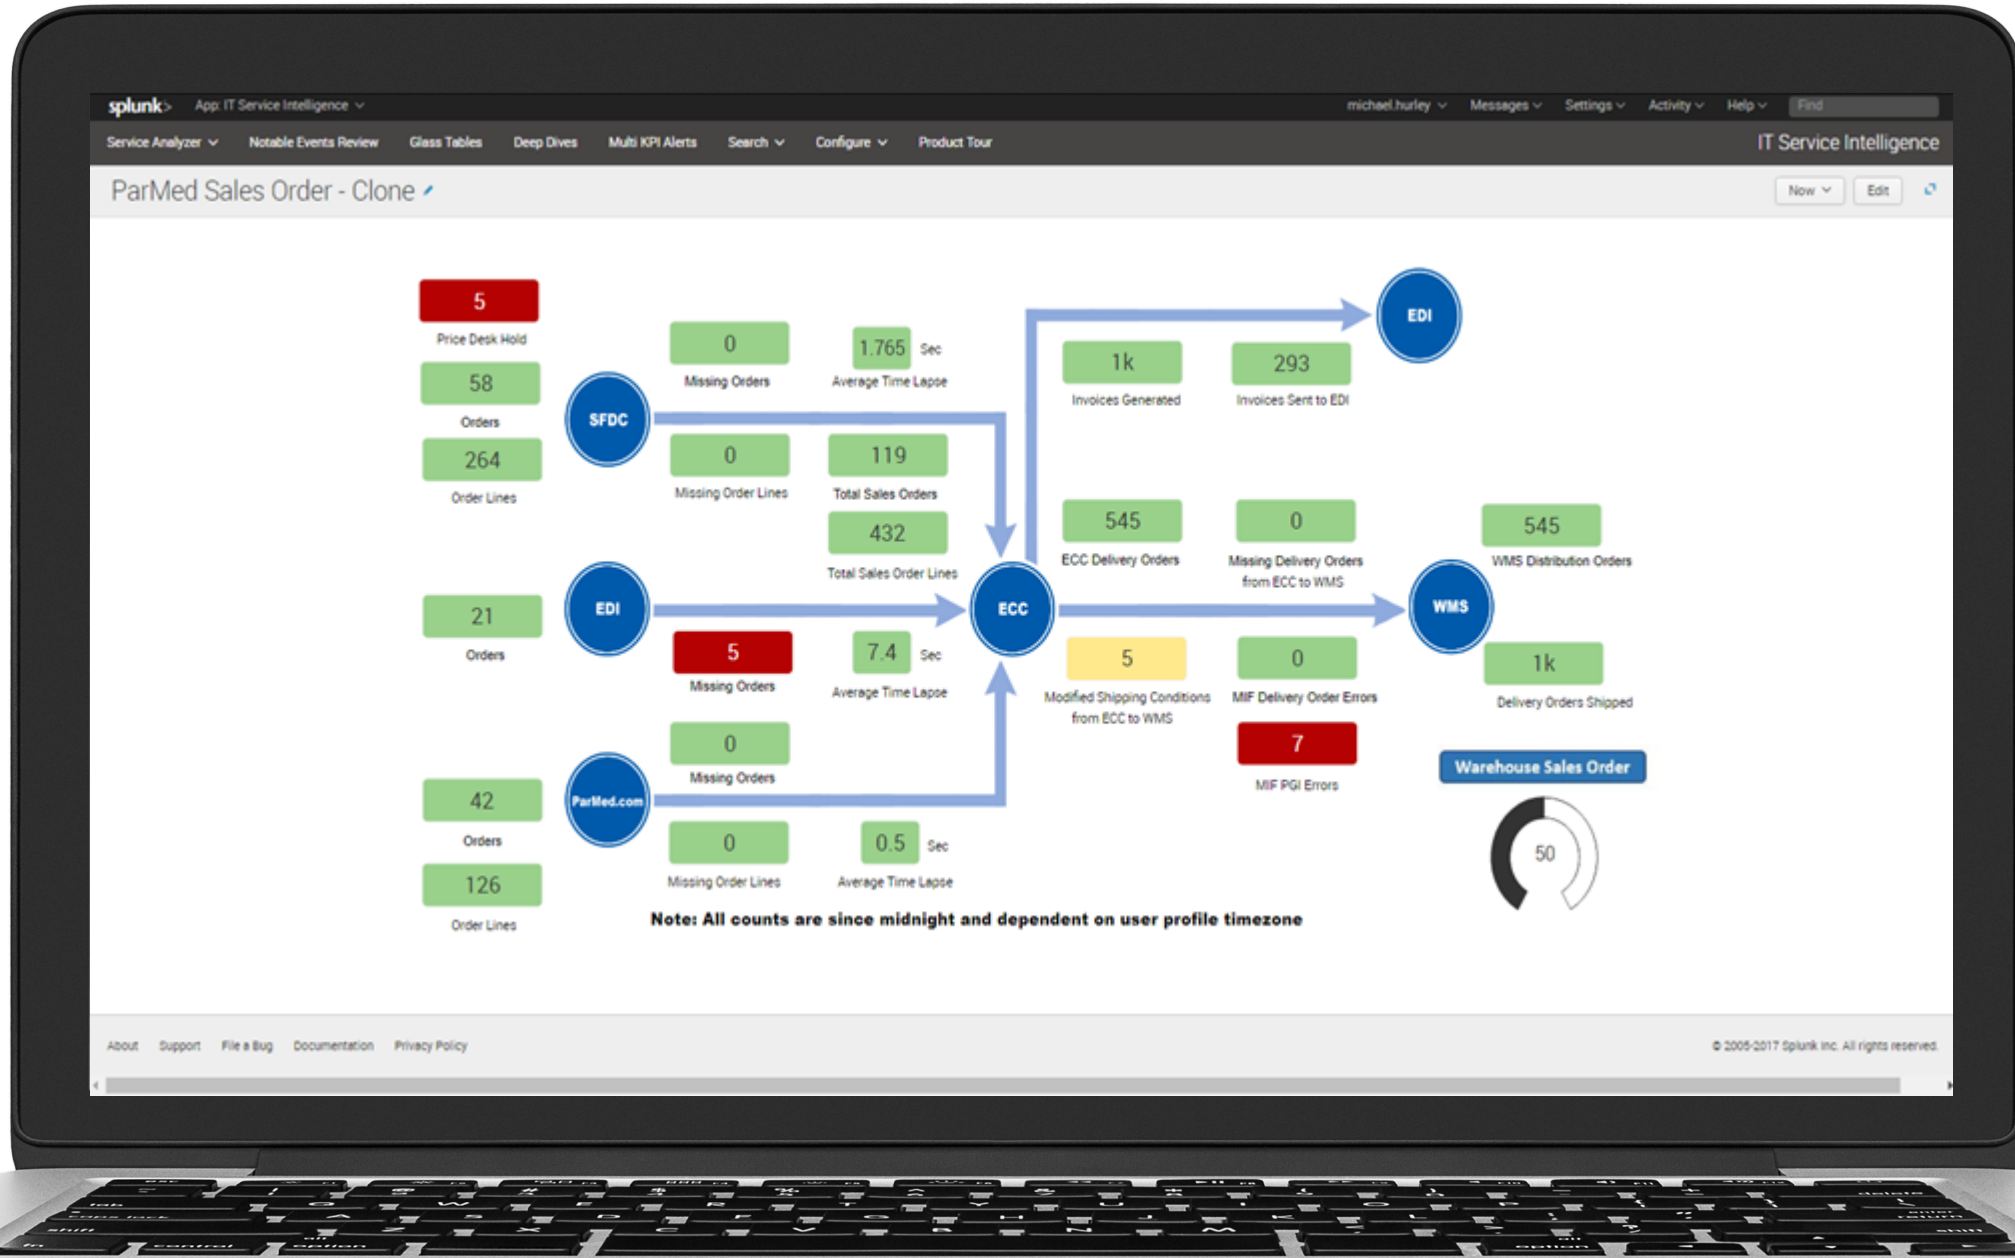 splunk> App: IT Service Intelligence
michael.hurley Messages Settings Activity Help Find
Service Analyzer Notable Events Review Glass Tables Deep Dives Multi KPI Alerts Search Configure Product Tour
IT Service Intelligence
ParMed Sales Order - Clone
Now Edit
5
Price Desk Hold
58
Orders
264
Order Lines
SFDC
0
Missing Orders
1.765 Sec
Average Time Lapse
0
Missing Order Lines
119
Total Sales Orders
432
Total Sales Order Lines
21
Orders
EDI
5
Missing Orders
7.4 Sec
Average Time Lapse
42
Orders
126
Order Lines
ParMed.com
0
Missing Orders
0
Missing Order Lines
0.5 Sec
Average Time Lapse
ECC
EDI
1k
Invoices Generated
293
Invoices Sent to EDI
545
ECC Delivery Orders
0
Missing Delivery Orders
from ECC to WMS
5
Modified Shipping Conditions
from ECC to WMS
0
MIF Delivery Order Errors
7
MIF PGI Errors
WMS
545
WMS Distribution Orders
1k
Delivery Orders Shipped
Warehouse Sales Order
50
Note: All counts are since midnight and dependent on user profile timezone
About Support File a Bug Documentation Privacy Policy
© 2005-2017 Splunk Inc. All rights reserved.